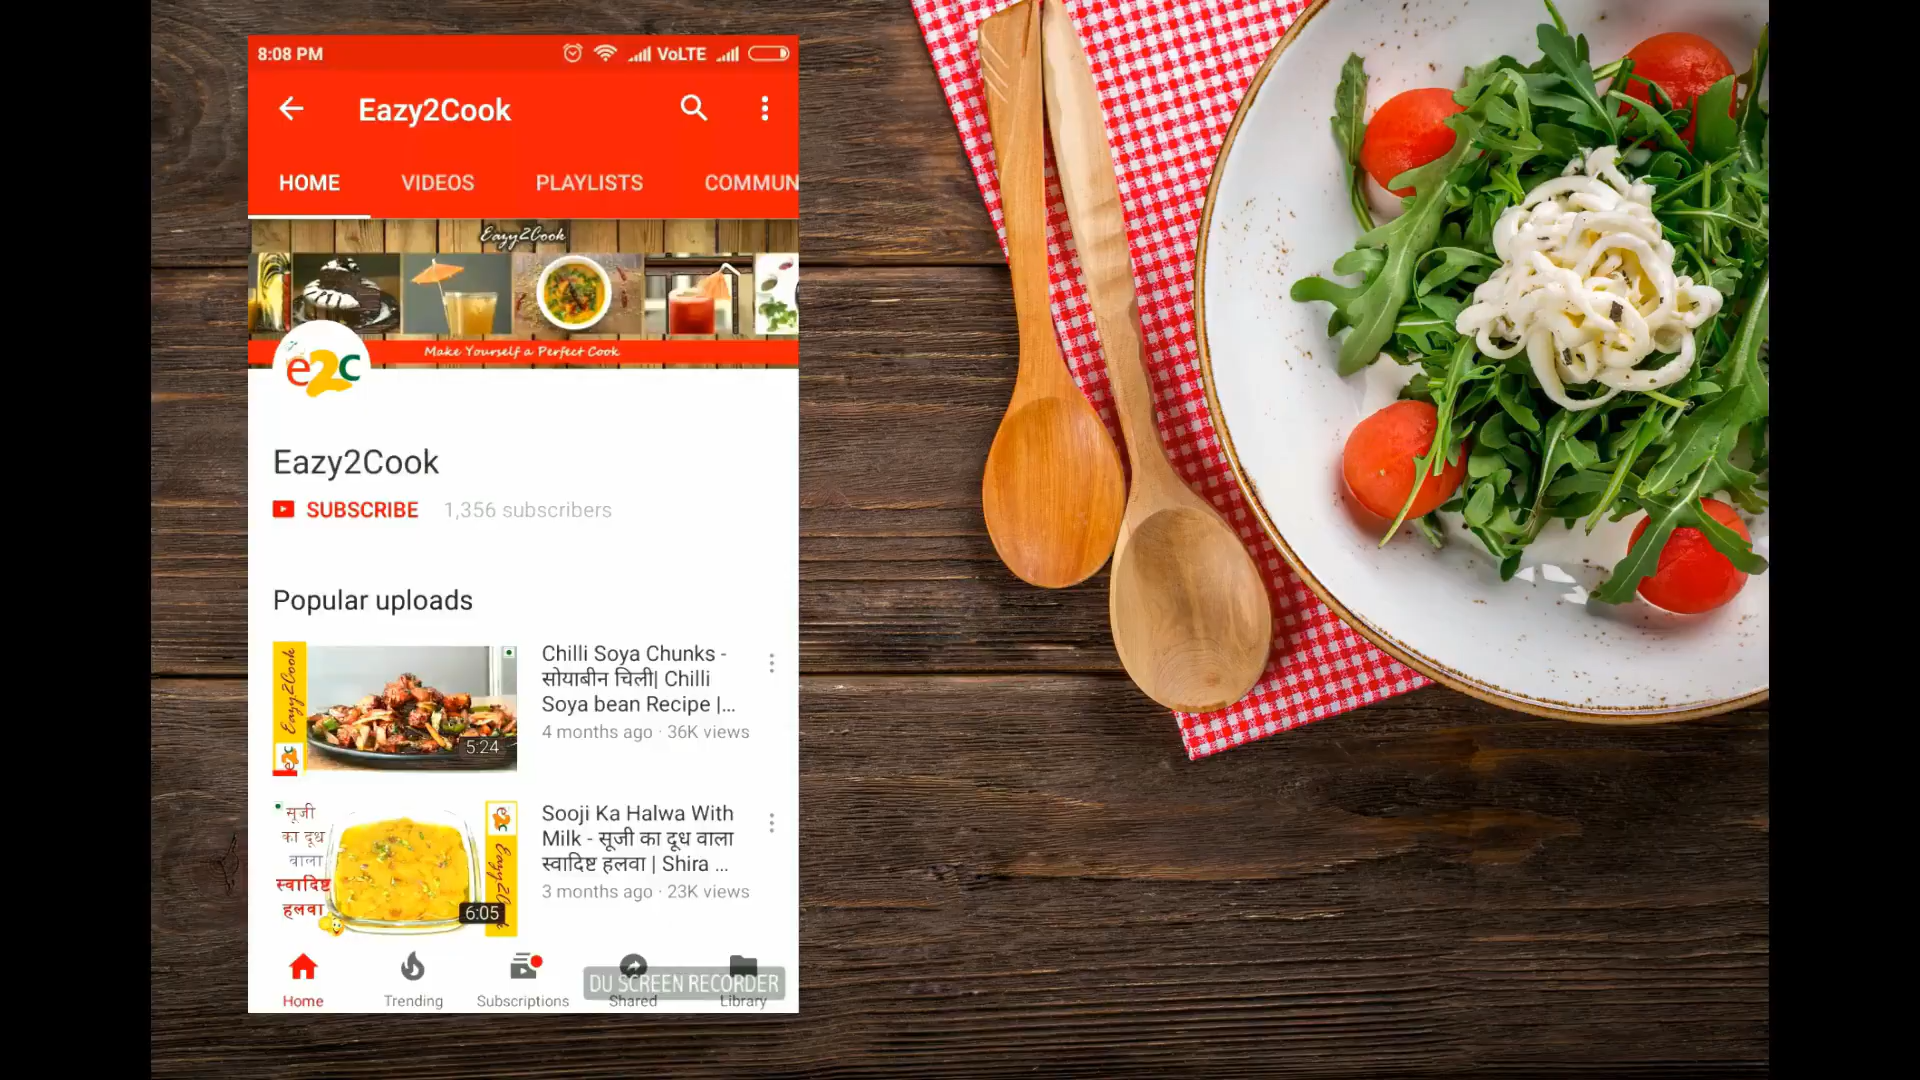 8:08 PM VoLTE
Eazy2Cook
HOME VIDEOS PLAYLISTS COMMUN
Eazy2Cook
Make Yourself a Perfect Cook
e2c
Eazy2Cook
SUBSCRIBE 1,356 subscribers
Popular uploads
Eazy2Cook
e2c
5:24
Chilli Soya Chunks -
सोयाबीन चिली| Chilli
Soya bean Recipe |...
4 months ago · 36K views
सूजी
का दूध
वाला
स्वादिष्ट
हलवा
e2c
Eazy2C
6:05
Sooji Ka Halwa With
Milk - सूजी का दूध वाला
स्वादिष्ट हलवा | Shira ...
3 months ago · 23K views
DU SCREEN RECORDER
Home Trending Subscriptions Shared Library